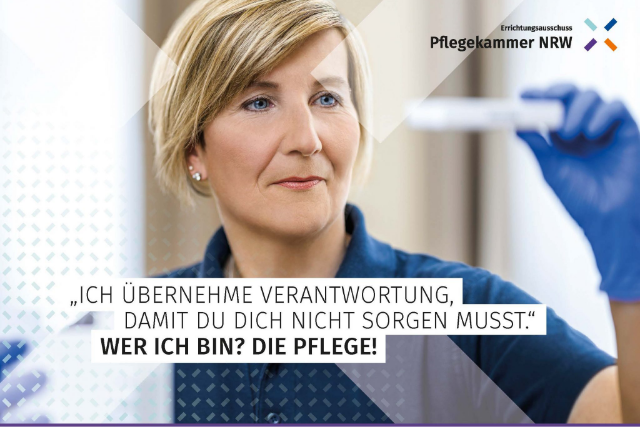 Errichtungsausschuss
Pflegekammer NRW
„ICH ÜBERNEHME VERANTWORTUNG,
DAMIT DU DICH NICHT SORGEN MUSST.“
WER ICH BIN? DIE PFLEGE!